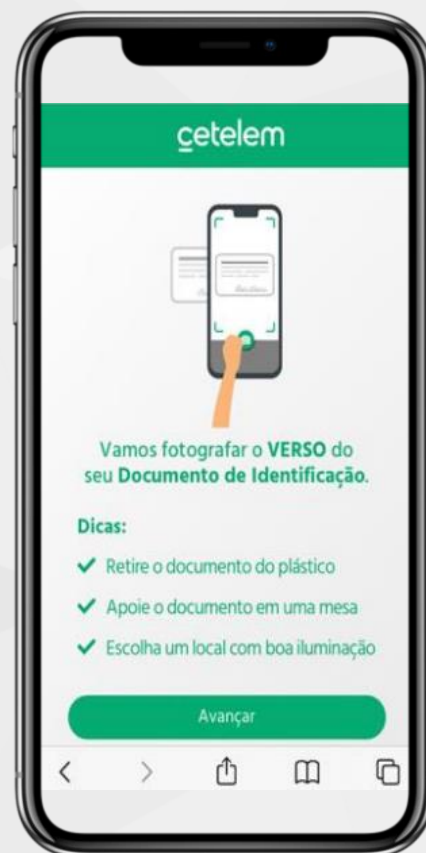 cetelem
Vamos fotografar o VERSO do
seu Documento de Identificação.
Dicas:
✔ Retire o documento do plástico
✔ Apoie o documento em uma mesa
✔ Escolha um local com boa iluminação
Avançar